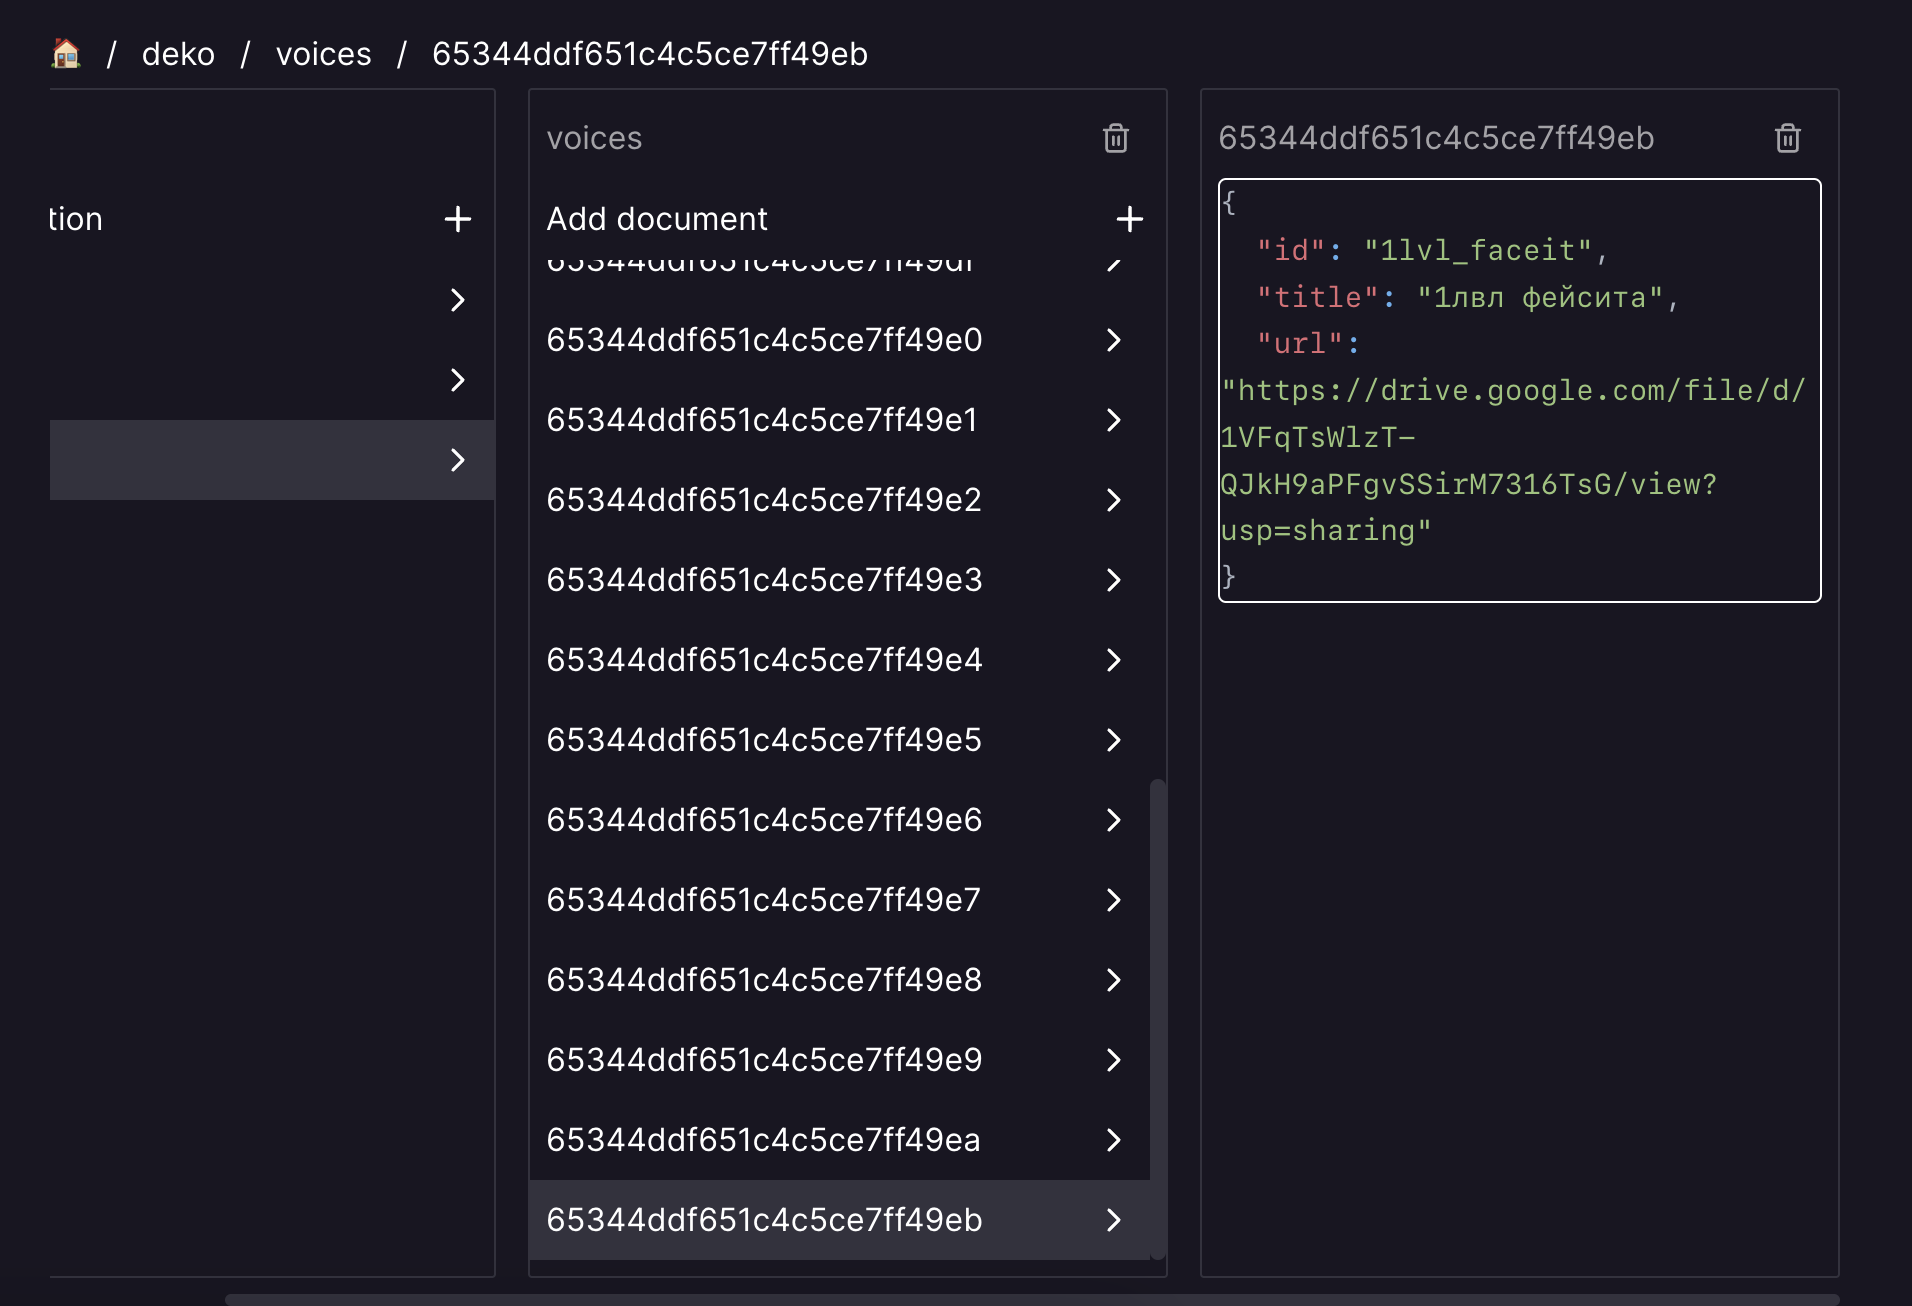 🏠 / deko / voices / 65344ddf651c4c5ce7ff49eb
tion +
voices
Add document +
65344ddf651c4c5ce7ff49df
65344ddf651c4c5ce7ff49e0
65344ddf651c4c5ce7ff49e1
65344ddf651c4c5ce7ff49e2
65344ddf651c4c5ce7ff49e3
65344ddf651c4c5ce7ff49e4
65344ddf651c4c5ce7ff49e5
65344ddf651c4c5ce7ff49e6
65344ddf651c4c5ce7ff49e7
65344ddf651c4c5ce7ff49e8
65344ddf651c4c5ce7ff49e9
65344ddf651c4c5ce7ff49ea
65344ddf651c4c5ce7ff49eb
65344ddf651c4c5ce7ff49eb
{
"id": "1lvl_faceit",
"title": "1лвл фейсита",
"url":
"https://drive.google.com/file/d/
1VFqTsWlzT-
QJkH9aPFgvSSirM7316TsG/view?
usp=sharing"
}